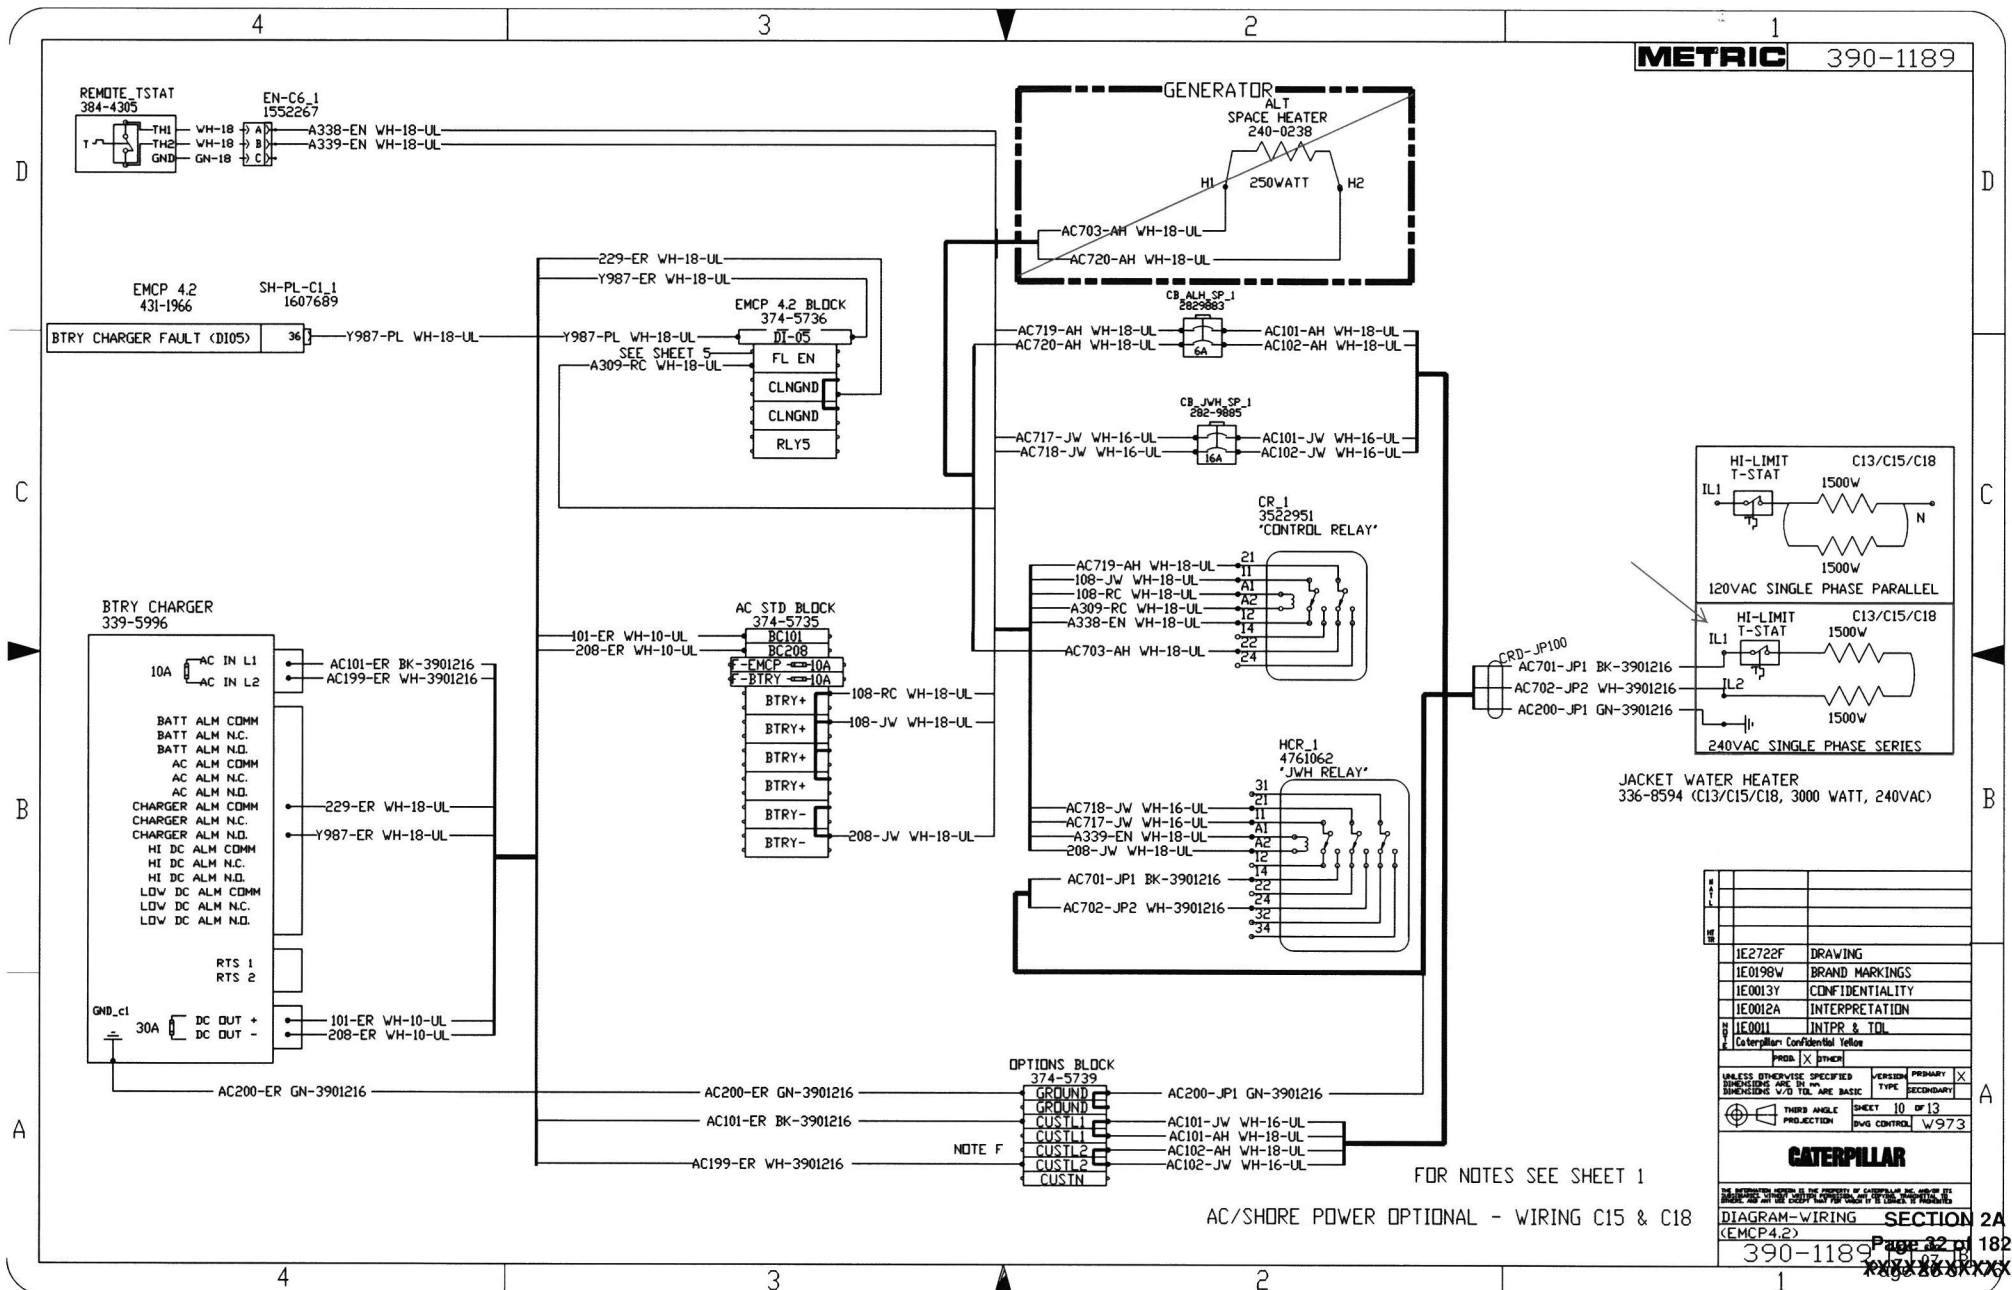 4 3 2 1
METRIC 390-1189
REMOTE_TSTAT
384-4305
TH1 WH-18 A A338-EN WH-18-UL
TH2 WH-18 B A339-EN WH-18-UL
GND GN-18 C
T
EN-C6_1
1552267
GENERATOR
ALT
SPACE HEATER
240-0238
H1 250WATT H2
AC703-AH WH-18-UL
AC720-AH WH-18-UL
D D
EMCP 4.2
431-1966
SH-PL-C1_1
1607689
BTRY CHARGER FAULT (DI05) 36 Y987-PL WH-18-UL
229-ER WH-18-UL
Y987-ER WH-18-UL
EMCP 4.2 BLOCK
374-5736
Y987-PL WH-18-UL DI-05
SEE SHEET 5 FL EN
A309-RC WH-18-UL
CLNGND
CLNGND
RLY5
CB_ALH_SP_1
2829883
AC719-AH WH-18-UL AC101-AH WH-18-UL
AC720-AH WH-18-UL AC102-AH WH-18-UL
6A
CB_JWH_SP_1
282-9885
AC717-JW WH-16-UL AC101-JW WH-16-UL
AC718-JW WH-16-UL AC102-JW WH-16-UL
16A
C C
CR_1
3522951
"CONTROL RELAY"
AC719-AH WH-18-UL 21
108-JW WH-18-UL 11
108-RC WH-18-UL A1
A309-RC WH-18-UL A2
A338-EN WH-18-UL 12
14
AC703-AH WH-18-UL 22
24
HI-LIMIT
T-STAT
C13/C15/C18
IL1 1500W N
1500W
120VAC SINGLE PHASE PARALLEL
HI-LIMIT
T-STAT
C13/C15/C18
IL1 1500W
IL2
1500W
240VAC SINGLE PHASE SERIES
CRD-JP100
AC701-JP1 BK-3901216
AC702-JP2 WH-3901216
AC200-JP1 GN-3901216
JACKET WATER HEATER
336-8594 (C13/C15/C18, 3000 WATT, 240VAC)
BTRY CHARGER
339-5996
10A AC IN L1 AC101-ER BK-3901216
AC IN L2 AC199-ER WH-3901216
BATT ALM COMM
BATT ALM N.C.
BATT ALM N.O.
AC ALM COMM
AC ALM N.C.
AC ALM N.O.
CHARGER ALM COMM 229-ER WH-18-UL
CHARGER ALM N.C.
CHARGER ALM N.O. Y987-ER WH-18-UL
HI DC ALM COMM
HI DC ALM N.C.
HI DC ALM N.O.
LOW DC ALM COMM
LOW DC ALM N.C.
LOW DC ALM N.O.
RTS 1
RTS 2
GND_c1
30A DC OUT + 101-ER WH-10-UL
DC OUT - 208-ER WH-10-UL
AC STD BLOCK
374-5735
101-ER WH-10-UL BC101
208-ER WH-10-UL BC208
F-EMCP 10A
F-BTRY 10A
BTRY+ 108-RC WH-18-UL
BTRY+ 108-JW WH-18-UL
BTRY+
BTRY+
BTRY-
BTRY- 208-JW WH-18-UL
B B
HCR_1
4761062
"JWH RELAY"
31
AC718-JW WH-16-UL 21
AC717-JW WH-16-UL 11
A339-EN WH-18-UL A1
208-JW WH-18-UL A2
12
AC701-JP1 BK-3901216 14
22
AC702-JP2 WH-3901216 24
32
34
OPTIONS BLOCK
374-5739
AC200-ER GN-3901216 AC200-ER GN-3901216 GROUND AC200-JP1 GN-3901216
GROUND
AC101-ER BK-3901216 CUSTL1 AC101-JW WH-16-UL
CUSTL1 AC101-AH WH-18-UL
NOTE F CUSTL2 AC102-AH WH-18-UL
AC199-ER WH-3901216 CUSTL2 AC102-JW WH-16-UL
CUSTN
A A
FOR NOTES SEE SHEET 1
AC/SHORE POWER OPTIONAL - WIRING C15 & C18
1E2722F DRAWING
1E0198W BRAND MARKINGS
1E0013Y CONFIDENTIALITY
1E0012A INTERPRETATION
1E0011 INTPR & TOL
Caterpillar: Confidential Yellow
PROD. X OTHER
UNLESS OTHERWISE SPECIFIED
DIMENSIONS ARE IN mm
DIMENSIONS W/O TOL ARE BASIC
VERSION TYPE PRIMARY X
SECONDARY
THIRD ANGLE
PROJECTION
SHEET 10 OF 13
DWG CONTROL W973
CATERPILLAR
DIAGRAM-WIRING
(EMCP4.2)
390-1189
SECTION 2A
Page 32 of 182
4 3 2 1